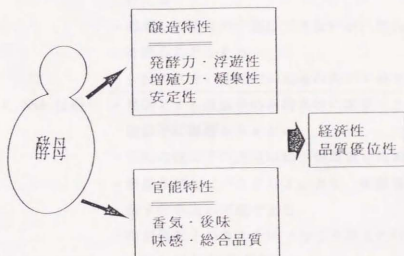 酵母
醸造特性
発酵力・浮遊性
増殖力・凝集性
安定性
官能特性
香気・後味
味感・総合品質
経済性
品質優位性